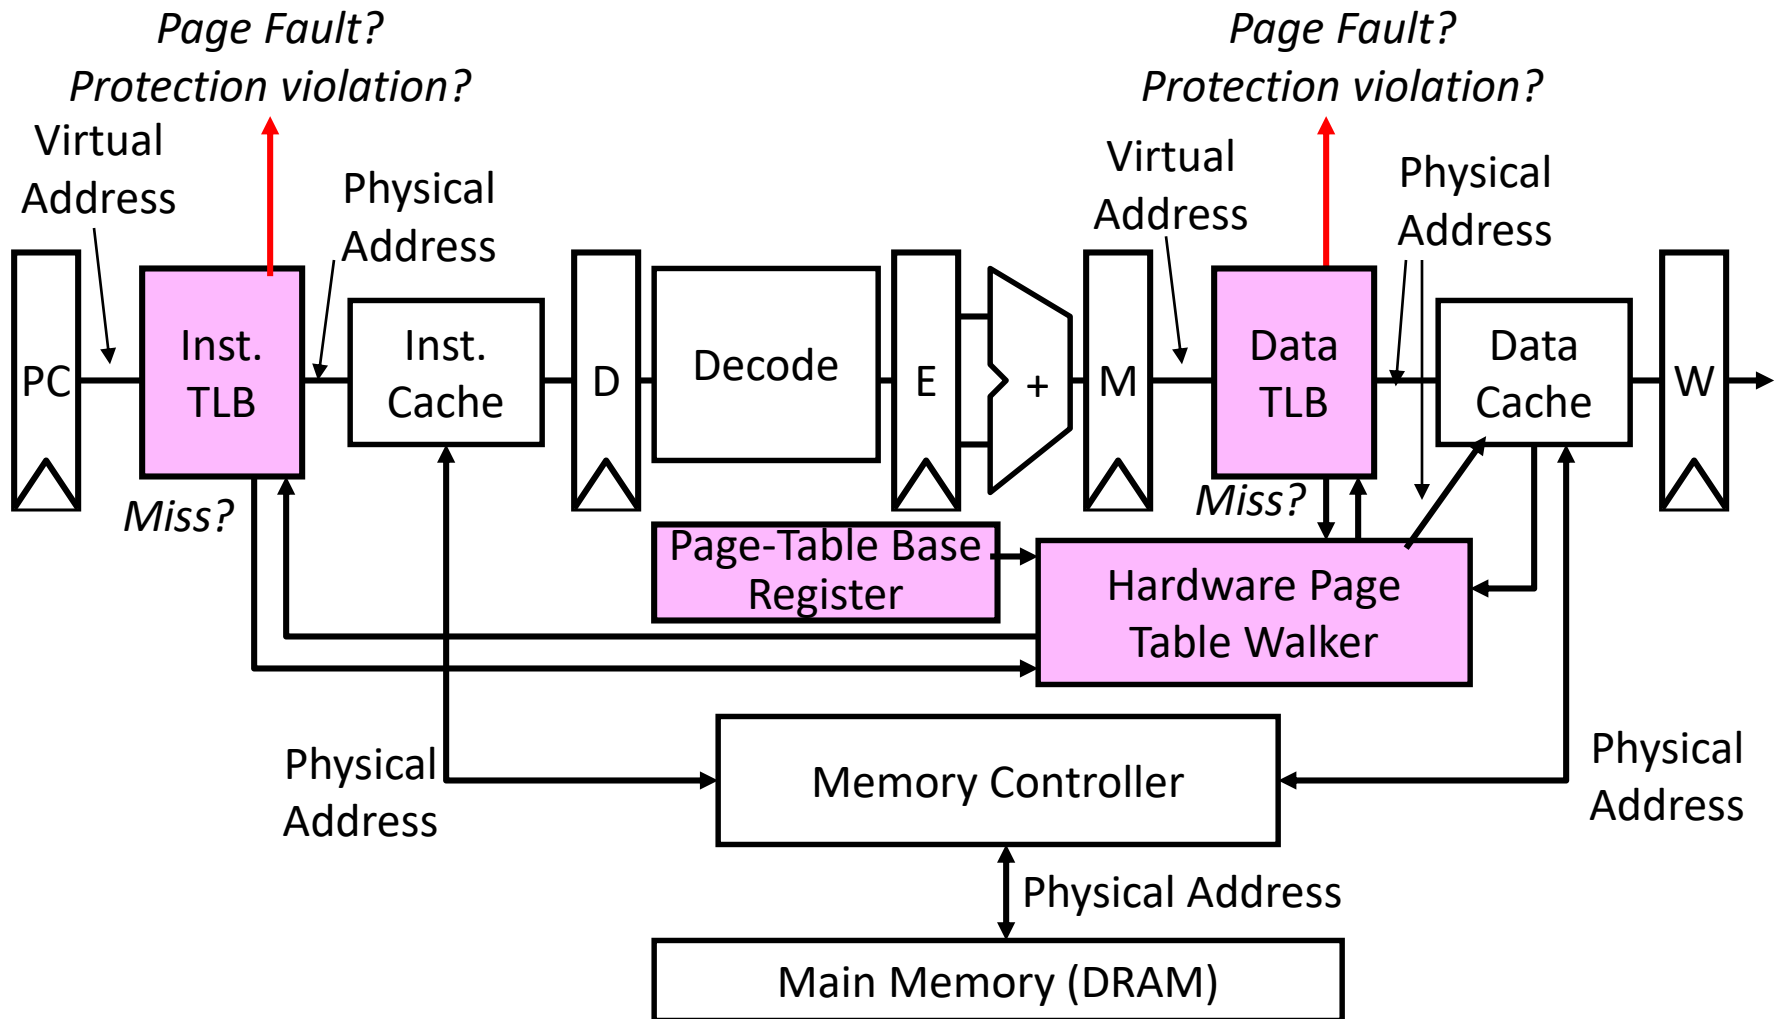 Page Fault?
Protection violation?
Page Fault?
Protection violation?
Virtual
Address
Physical
Address
Virtual
Address
Physical
Address
PC
Inst.
TLB
Inst.
Cache
D
Decode
E
+
M
Data
TLB
Data
Cache
W
Miss?
Miss?
Page-Table Base
Register
Hardware Page
Table Walker
Physical
Address
Memory Controller
Physical
Address
Physical Address
Main Memory (DRAM)